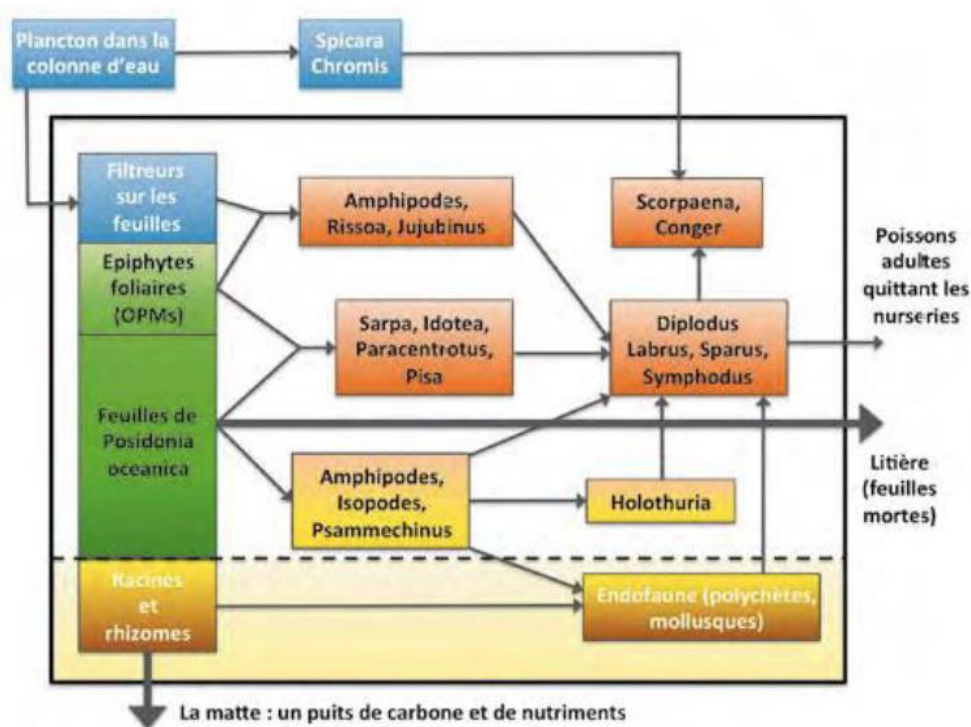 Plancton dans la
colonne d'eau
Spicara
Chromis
Filtreurs
sur les
feuilles
Epiphytes
foliaires
(OPMs)
Feuilles de
Posidonia
oceanica
Racines
et
rhizomes
Amphipodes,
Rissoa, Jujubinus
Sarpa, Idotea,
Paracentrotus,
Pisa
Amphipodes,
Isopodes,
Psammechinus
Scorpaena,
Conger
Diplodus
Labrus, Sparus,
Symphodus
Holothuria
Endofaune (polychètes,
mollusques)
Poissons
adultes
quittant les
nurseries
Litière
(feuilles
mortes)
La matte : un puits de carbone et de nutriments